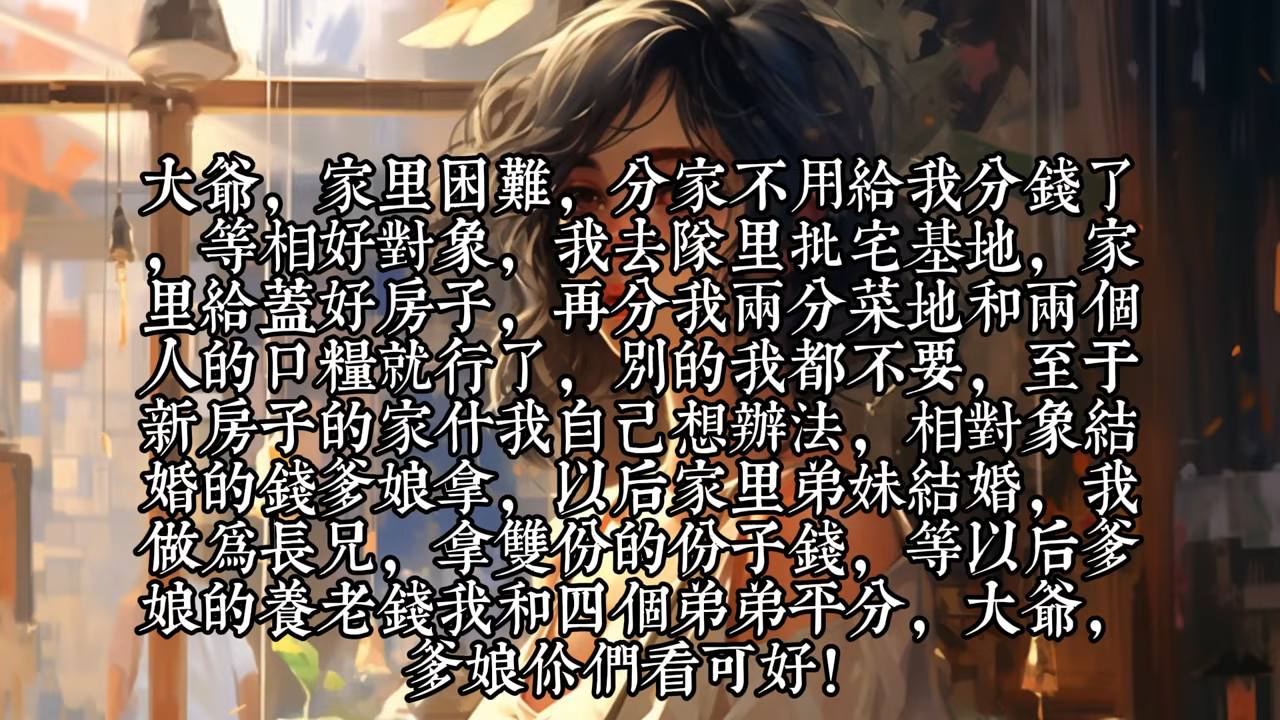 大爺，家里困難，分家不用給我分錢了
，等相好對象，我去隊里批宅基地，家
里給蓋好房子，再分我兩分菜地和兩個
人的口糧就行了，別的我都不要，至于
新房子的家什我自己想辦法，相對象結
婚的錢爹娘拿，以后家里弟妹結婚，我
做爲長兄，拿雙份的份子錢，等以后爹
娘的養老錢我和四個弟弟平分，大爺，
爹娘你們看可好！